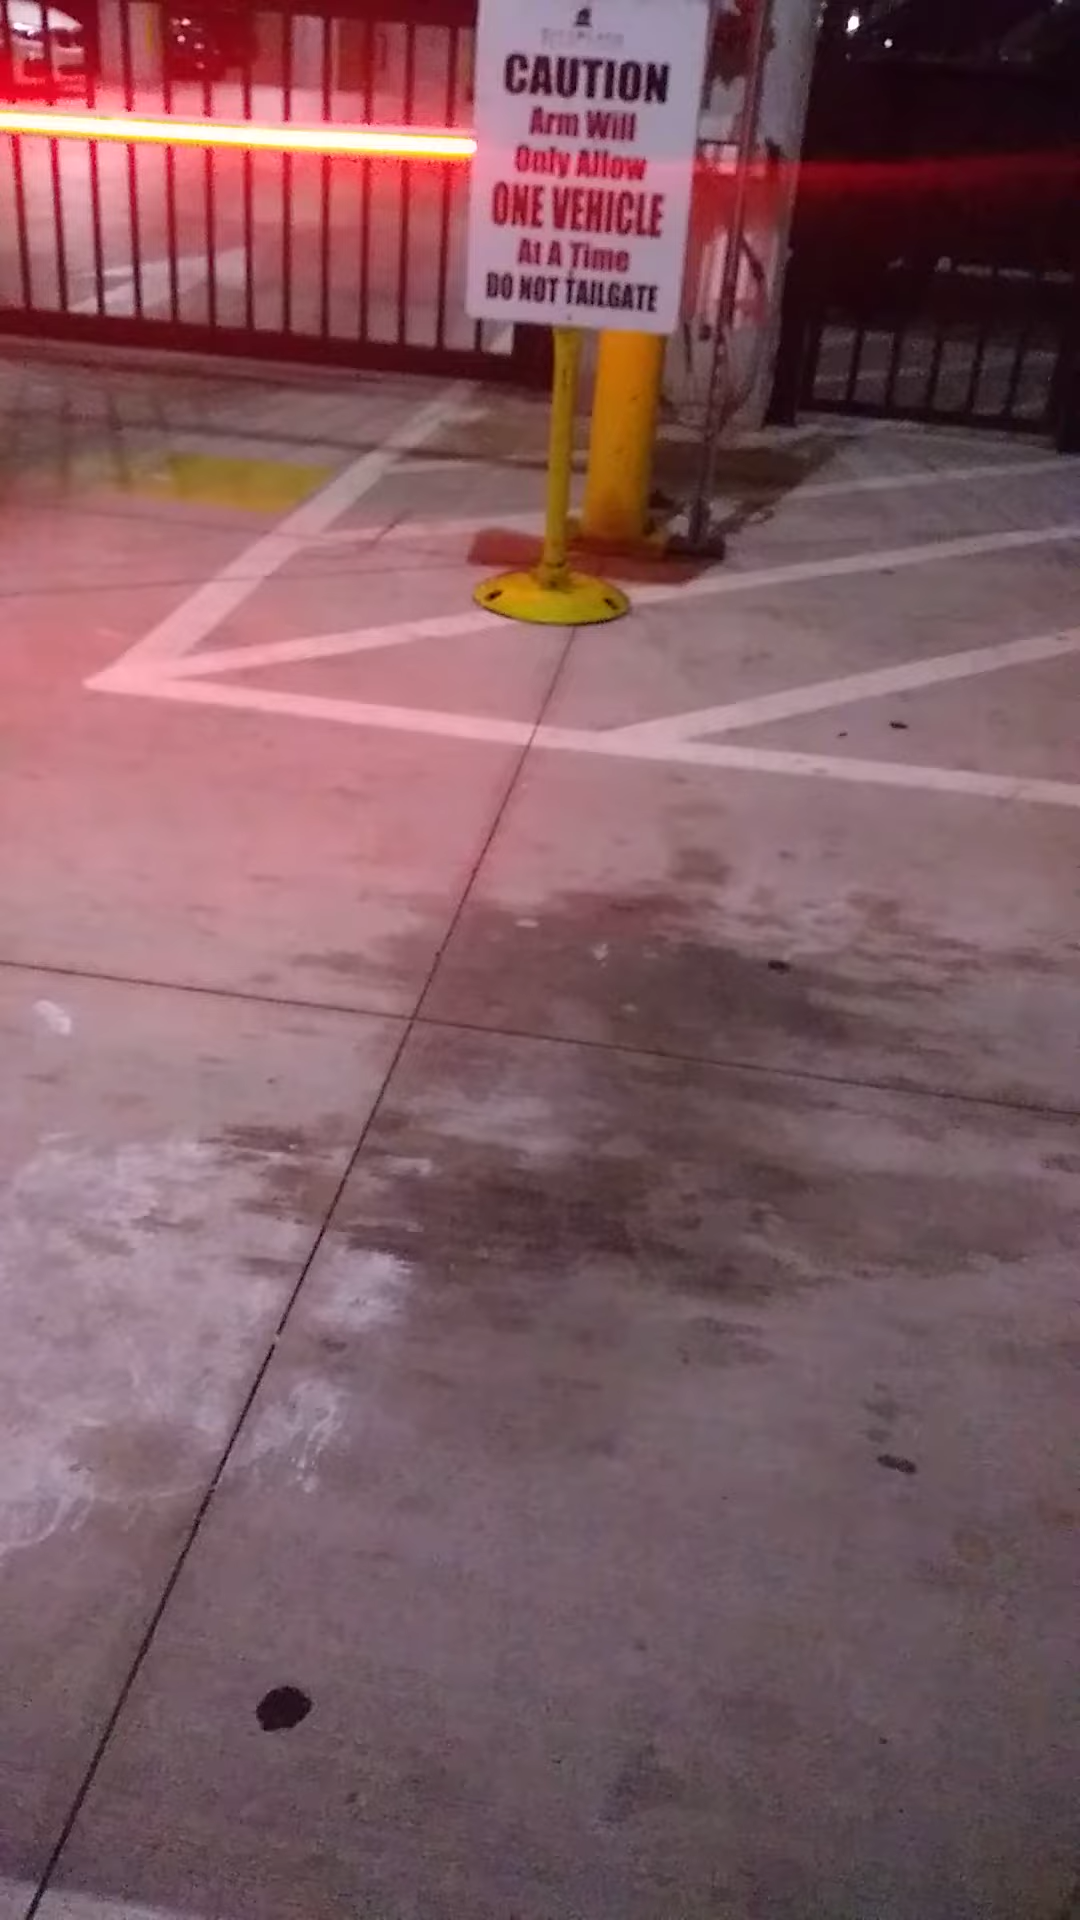 CAUTION
Arm Will
Only Allow
ONE VEHICLE
At A Time
DO NOT TAILGATE